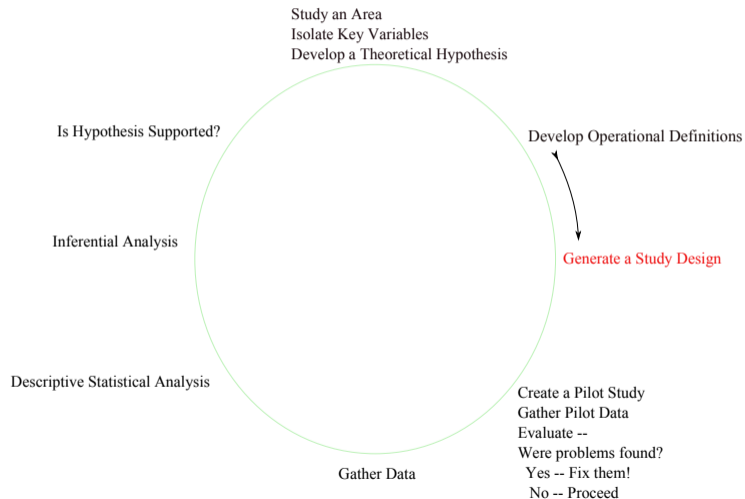 Study an Area
Isolate Key Variables
Develop a Theoretical Hypothesis
Develop Operational Definitions
Generate a Study Design
Create a Pilot Study
Gather Pilot Data
Evaluate --
Were problems found?
Yes -- Fix them!
No -- Proceed
Gather Data
Descriptive Statistical Analysis
Inferential Analysis
Is Hypothesis Supported?